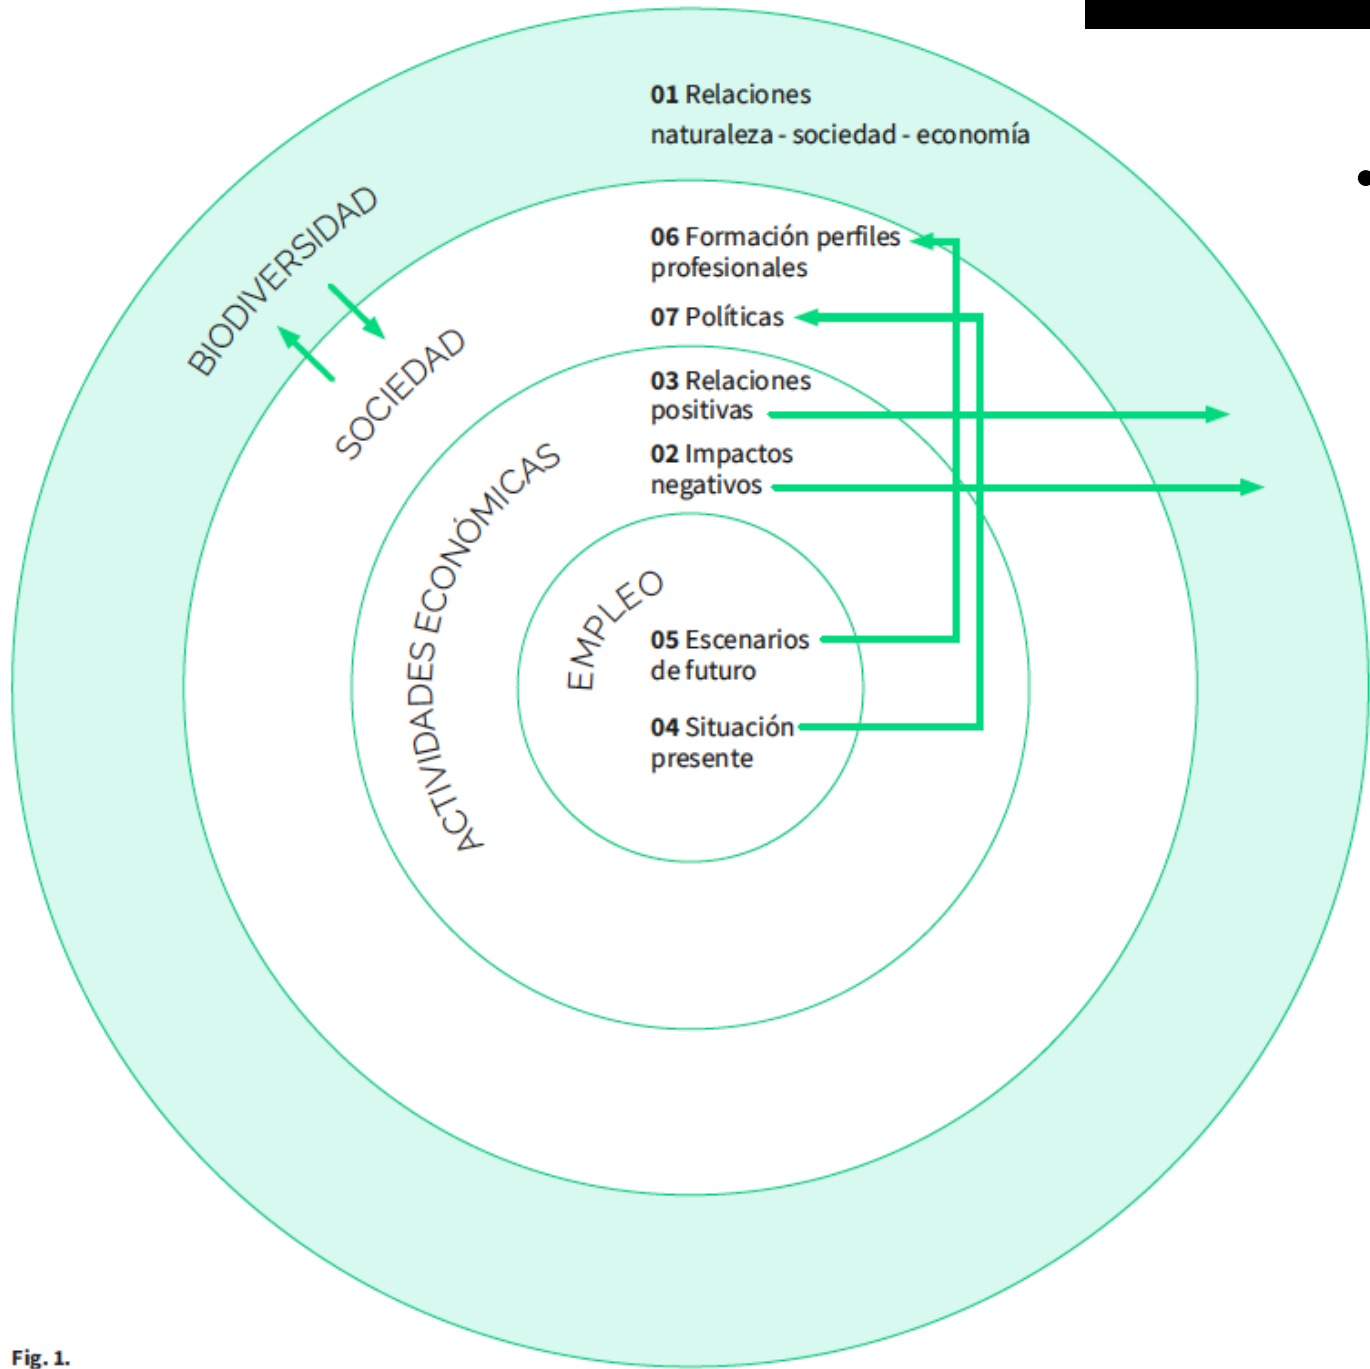 01 Relaciones
naturaleza - sociedad - economía
BIODIVERSIDAD
06 Formación perfiles
profesionales
07 Políticas
SOCIEDAD
03 Relaciones
positivas
02 Impactos
negativos
ACTIVIDADES ECONÓMICAS
EMPLEO
05 Escenarios
de futuro
04 Situación
presente
Fig. 1.